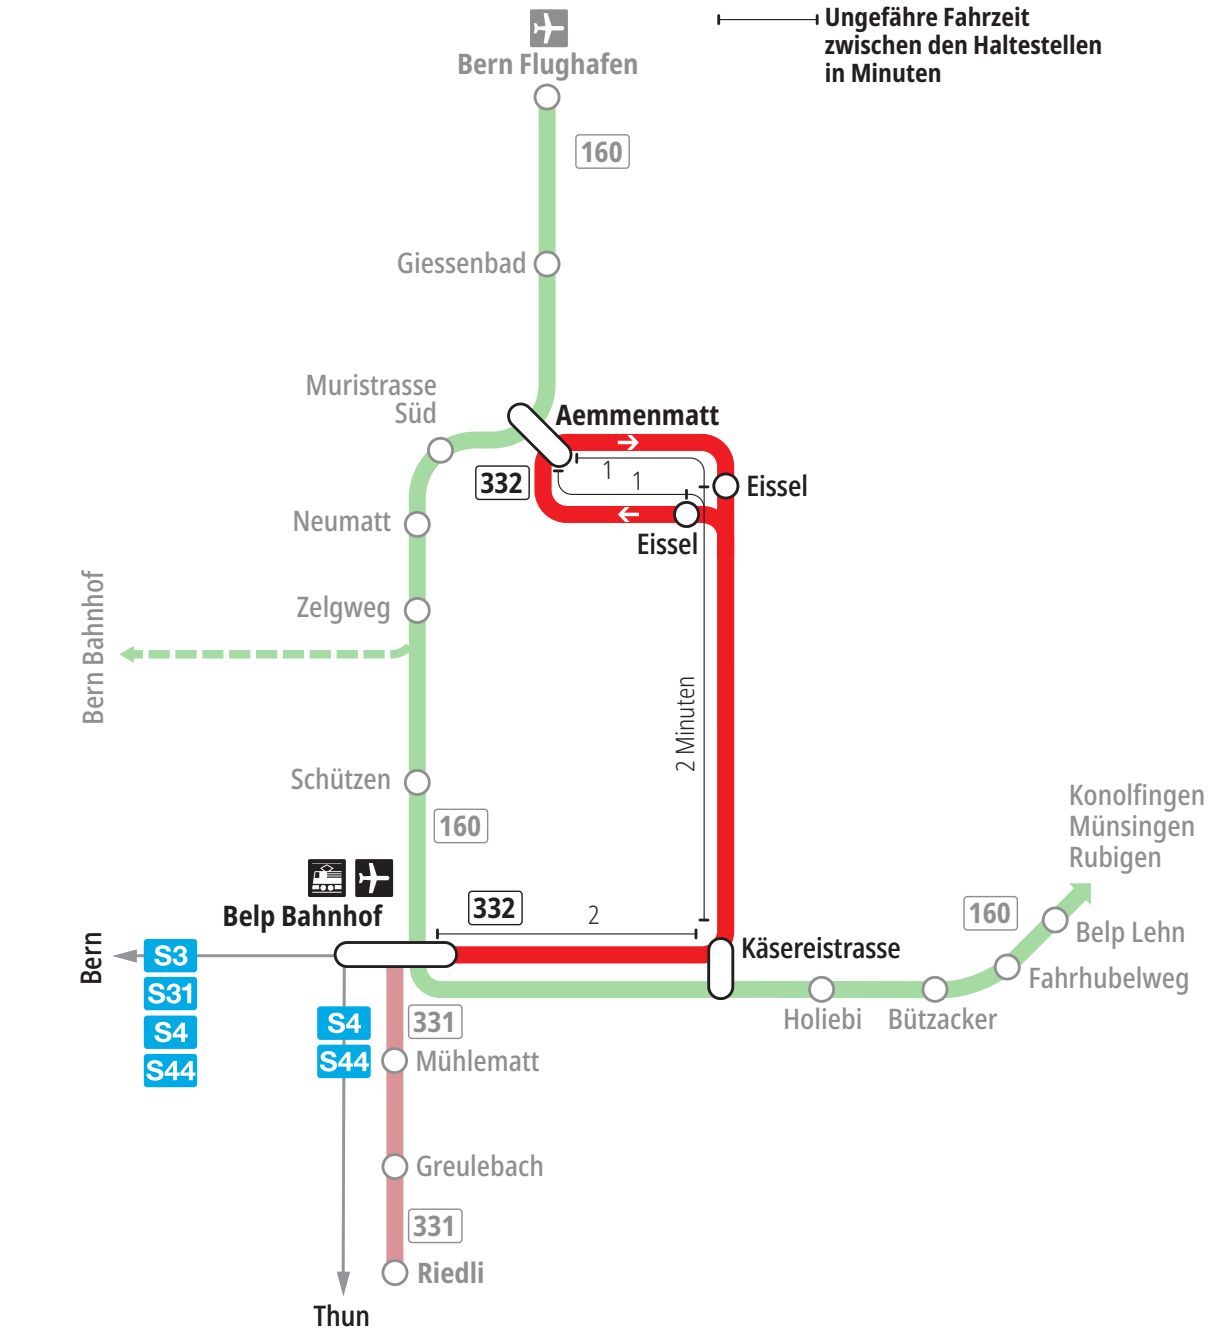 Ungefähre Fahrzeit
zwischen den Haltestellen
in Minuten
Bern Flughafen
160
Giessenbad
Muristrasse
Süd
Aemmenmatt
332
1
1
Eissel
Eissel
Neumatt
Zelgweg
Bern Bahnhof
2 Minuten
Schützen
160
Konolfingen
Münsingen
Rubigen
Belp Bahnhof
332
2
160
Belp Lehn
Käsereistrasse
Fahrhubelweg
Bern
S3
S31
S4
S44
S4
S44
331
Holiebi
Bützacker
Mühlematt
Greulebach
331
Riedli
Thun